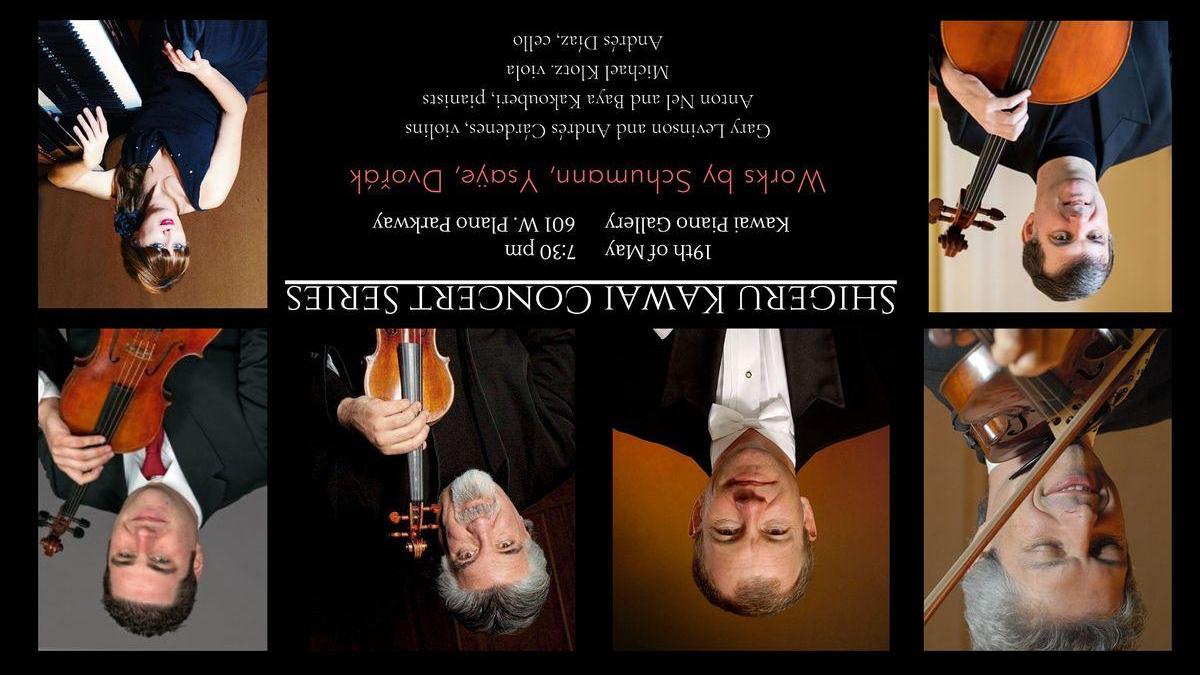 SHIGERU KAWAI CONCERT SERIES
19th of May 7:30 pm
Kawai Piano Gallery 601 W. Plano Parkway
Works by Schumann, Ysaÿe, Dvořák
Gary Levinson and Andrés Cárdenes, violins
Anton Nel and Baya Kakouberi, pianists
Michael Klotz. viola
Andrés Díaz, cello